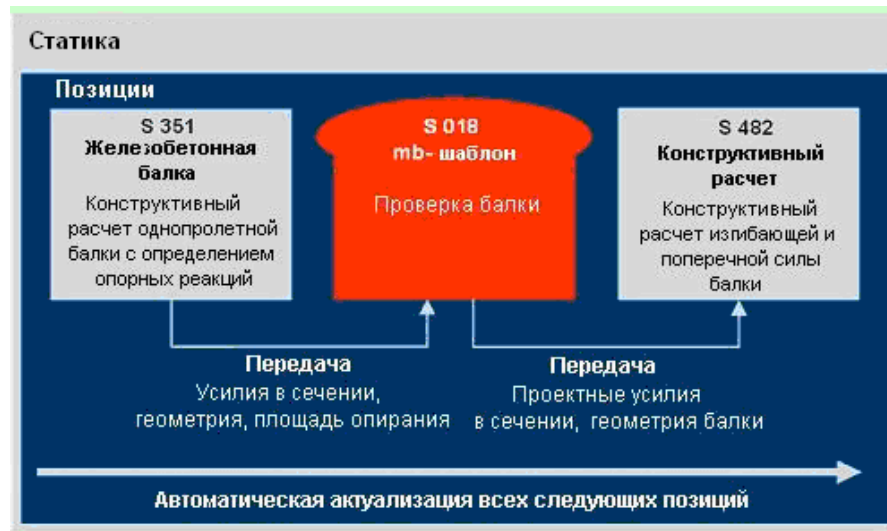 Статика
Позиции
S 351
Железобетонная
балка
Конструктивный
расчет однопролетной
балки с определением
опорных реакций
S 018
mb- шаблон
Проверка балки
S 482
Конструктивный
расчет
Конструктивный
расчет изгибающей и
поперечной силы
балки
Передача
Усилия в сечении,
геометрия, площадь опирания
Передача
Проектные усилия
в сечении, геометрия балки
Автоматическая актуализация всех следующих позиций